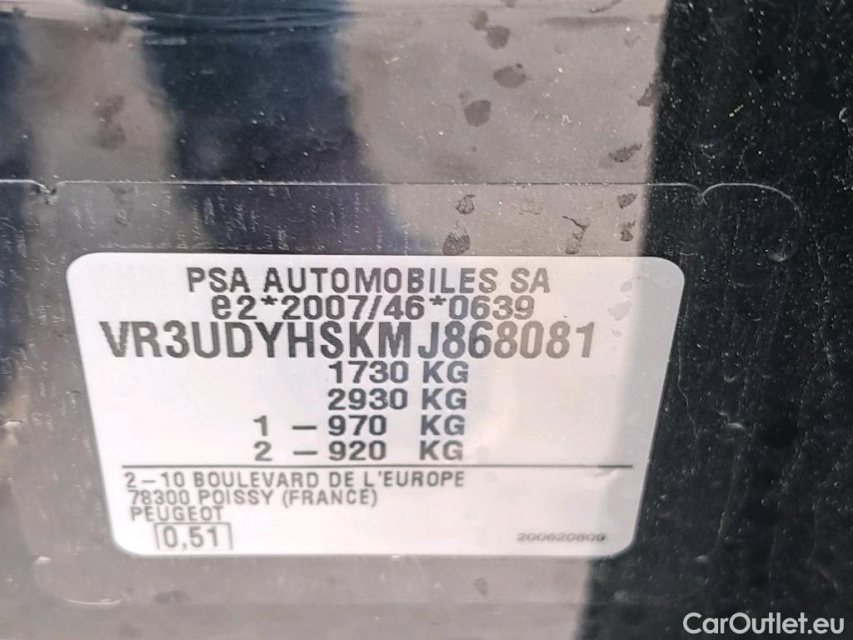 PSA AUTOMOBILES SA
e2*2007/46*0639
VR3UDYHSKMJ868081
1730 KG
2930 KG
1 – 970 KG
2 – 920 KG
2–10 BOULEVARD DE L'EUROPE
78300 POISSY (FRANCE)
PEUGEOT
0,51
200620809
CarOutlet.eu